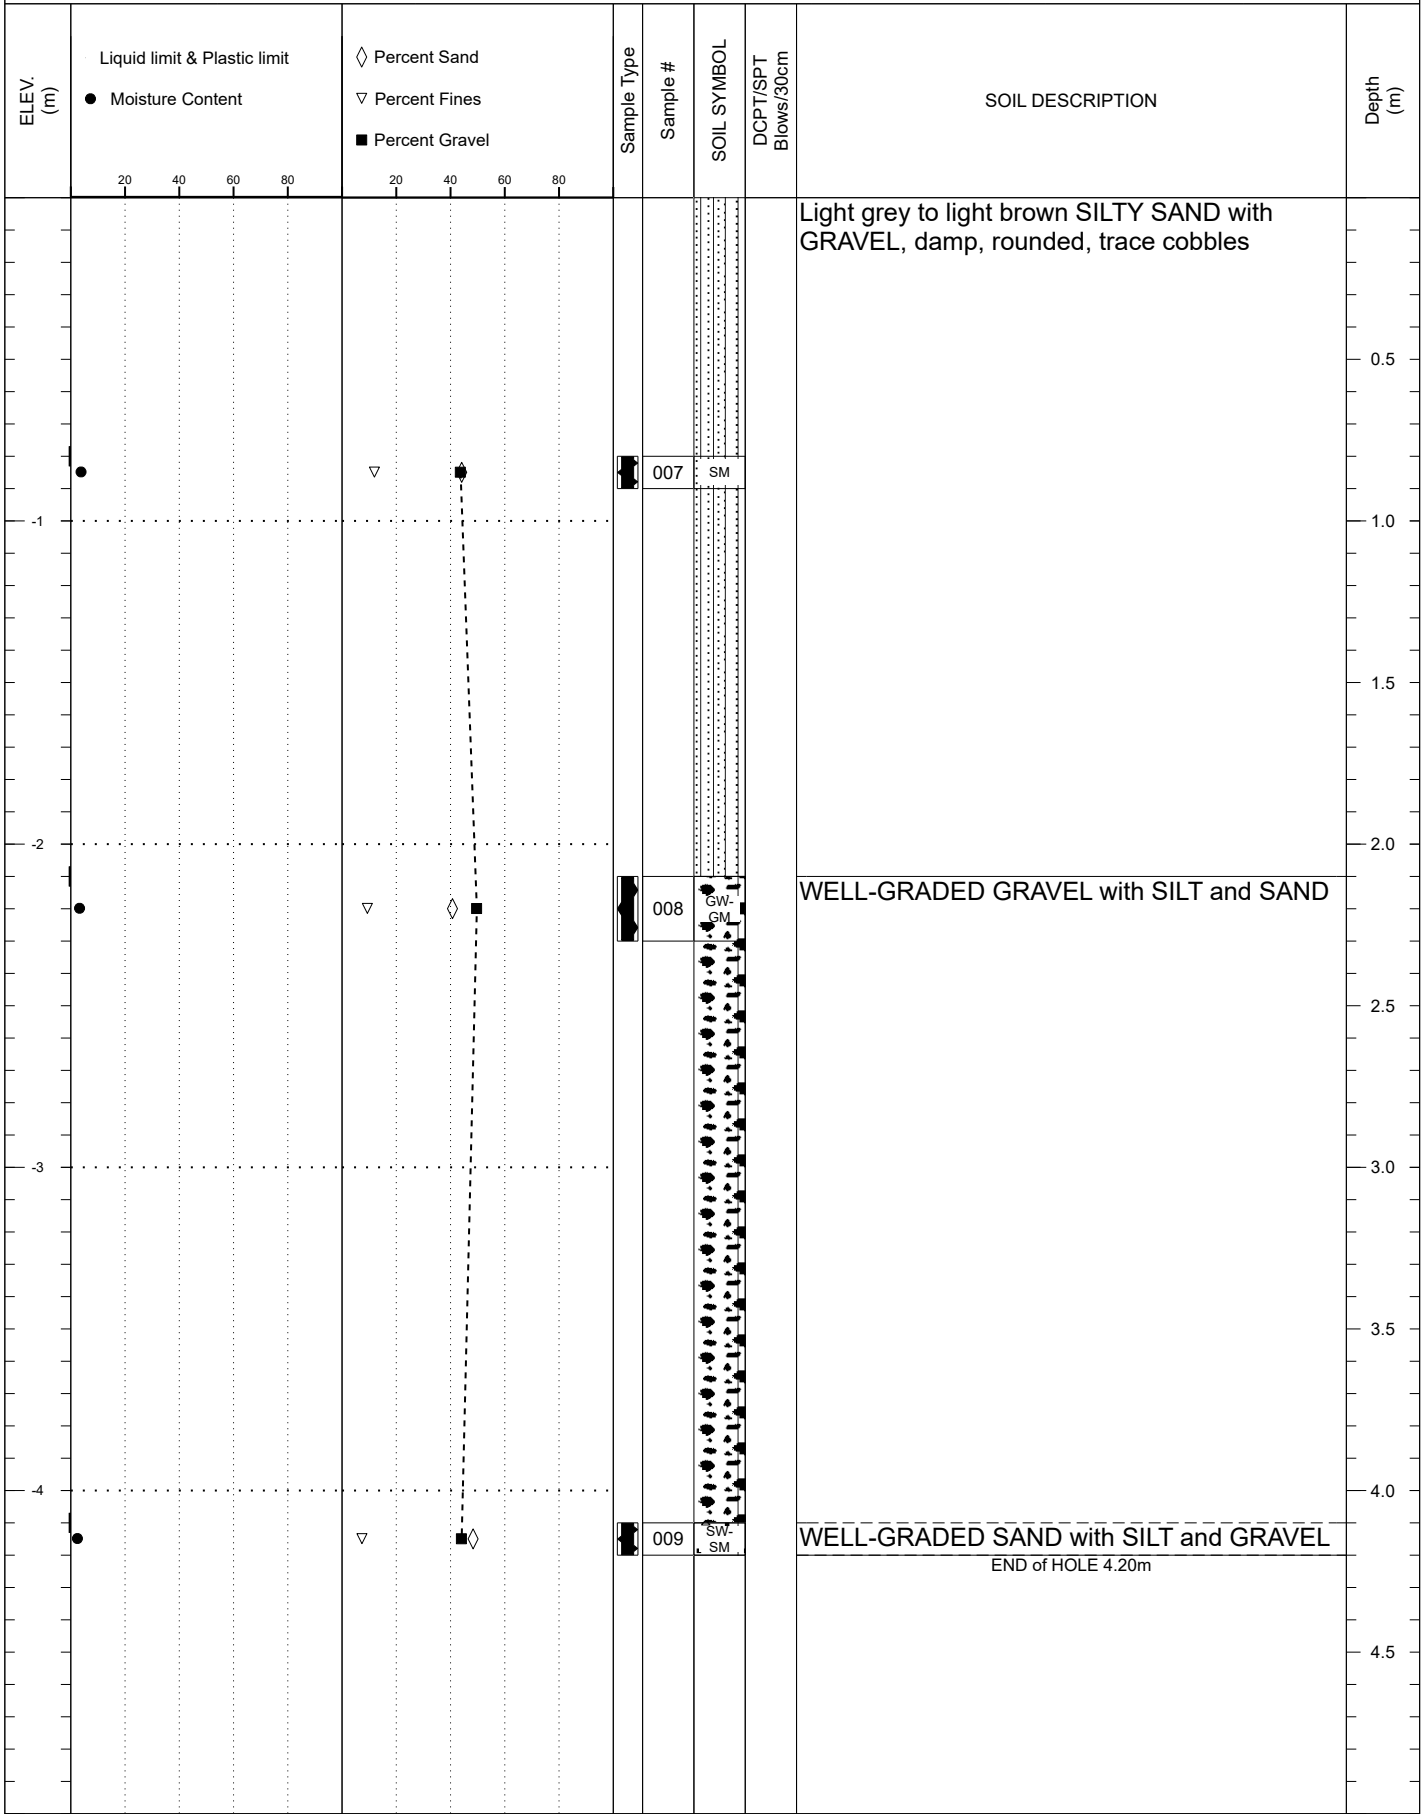 ELEV.
(m)
Liquid limit & Plastic limit
Moisture Content
20 40 60 80
Percent Sand
Percent Fines
Percent Gravel
20 40 60 80
Sample Type
Sample #
SOIL SYMBOL
DCPT/SPT
Blows/30cm
SOIL DESCRIPTION
Depth
(m)
Light grey to light brown SILTY SAND with
GRAVEL, damp, rounded, trace cobbles
0.5
007
SM
-1
1.0
1.5
-2
2.0
008
GW-
GM
WELL-GRADED GRAVEL with SILT and SAND
2.5
-3
3.0
3.5
-4
4.0
009
SW-
SM
WELL-GRADED SAND with SILT and GRAVEL
END of HOLE 4.20m
4.5